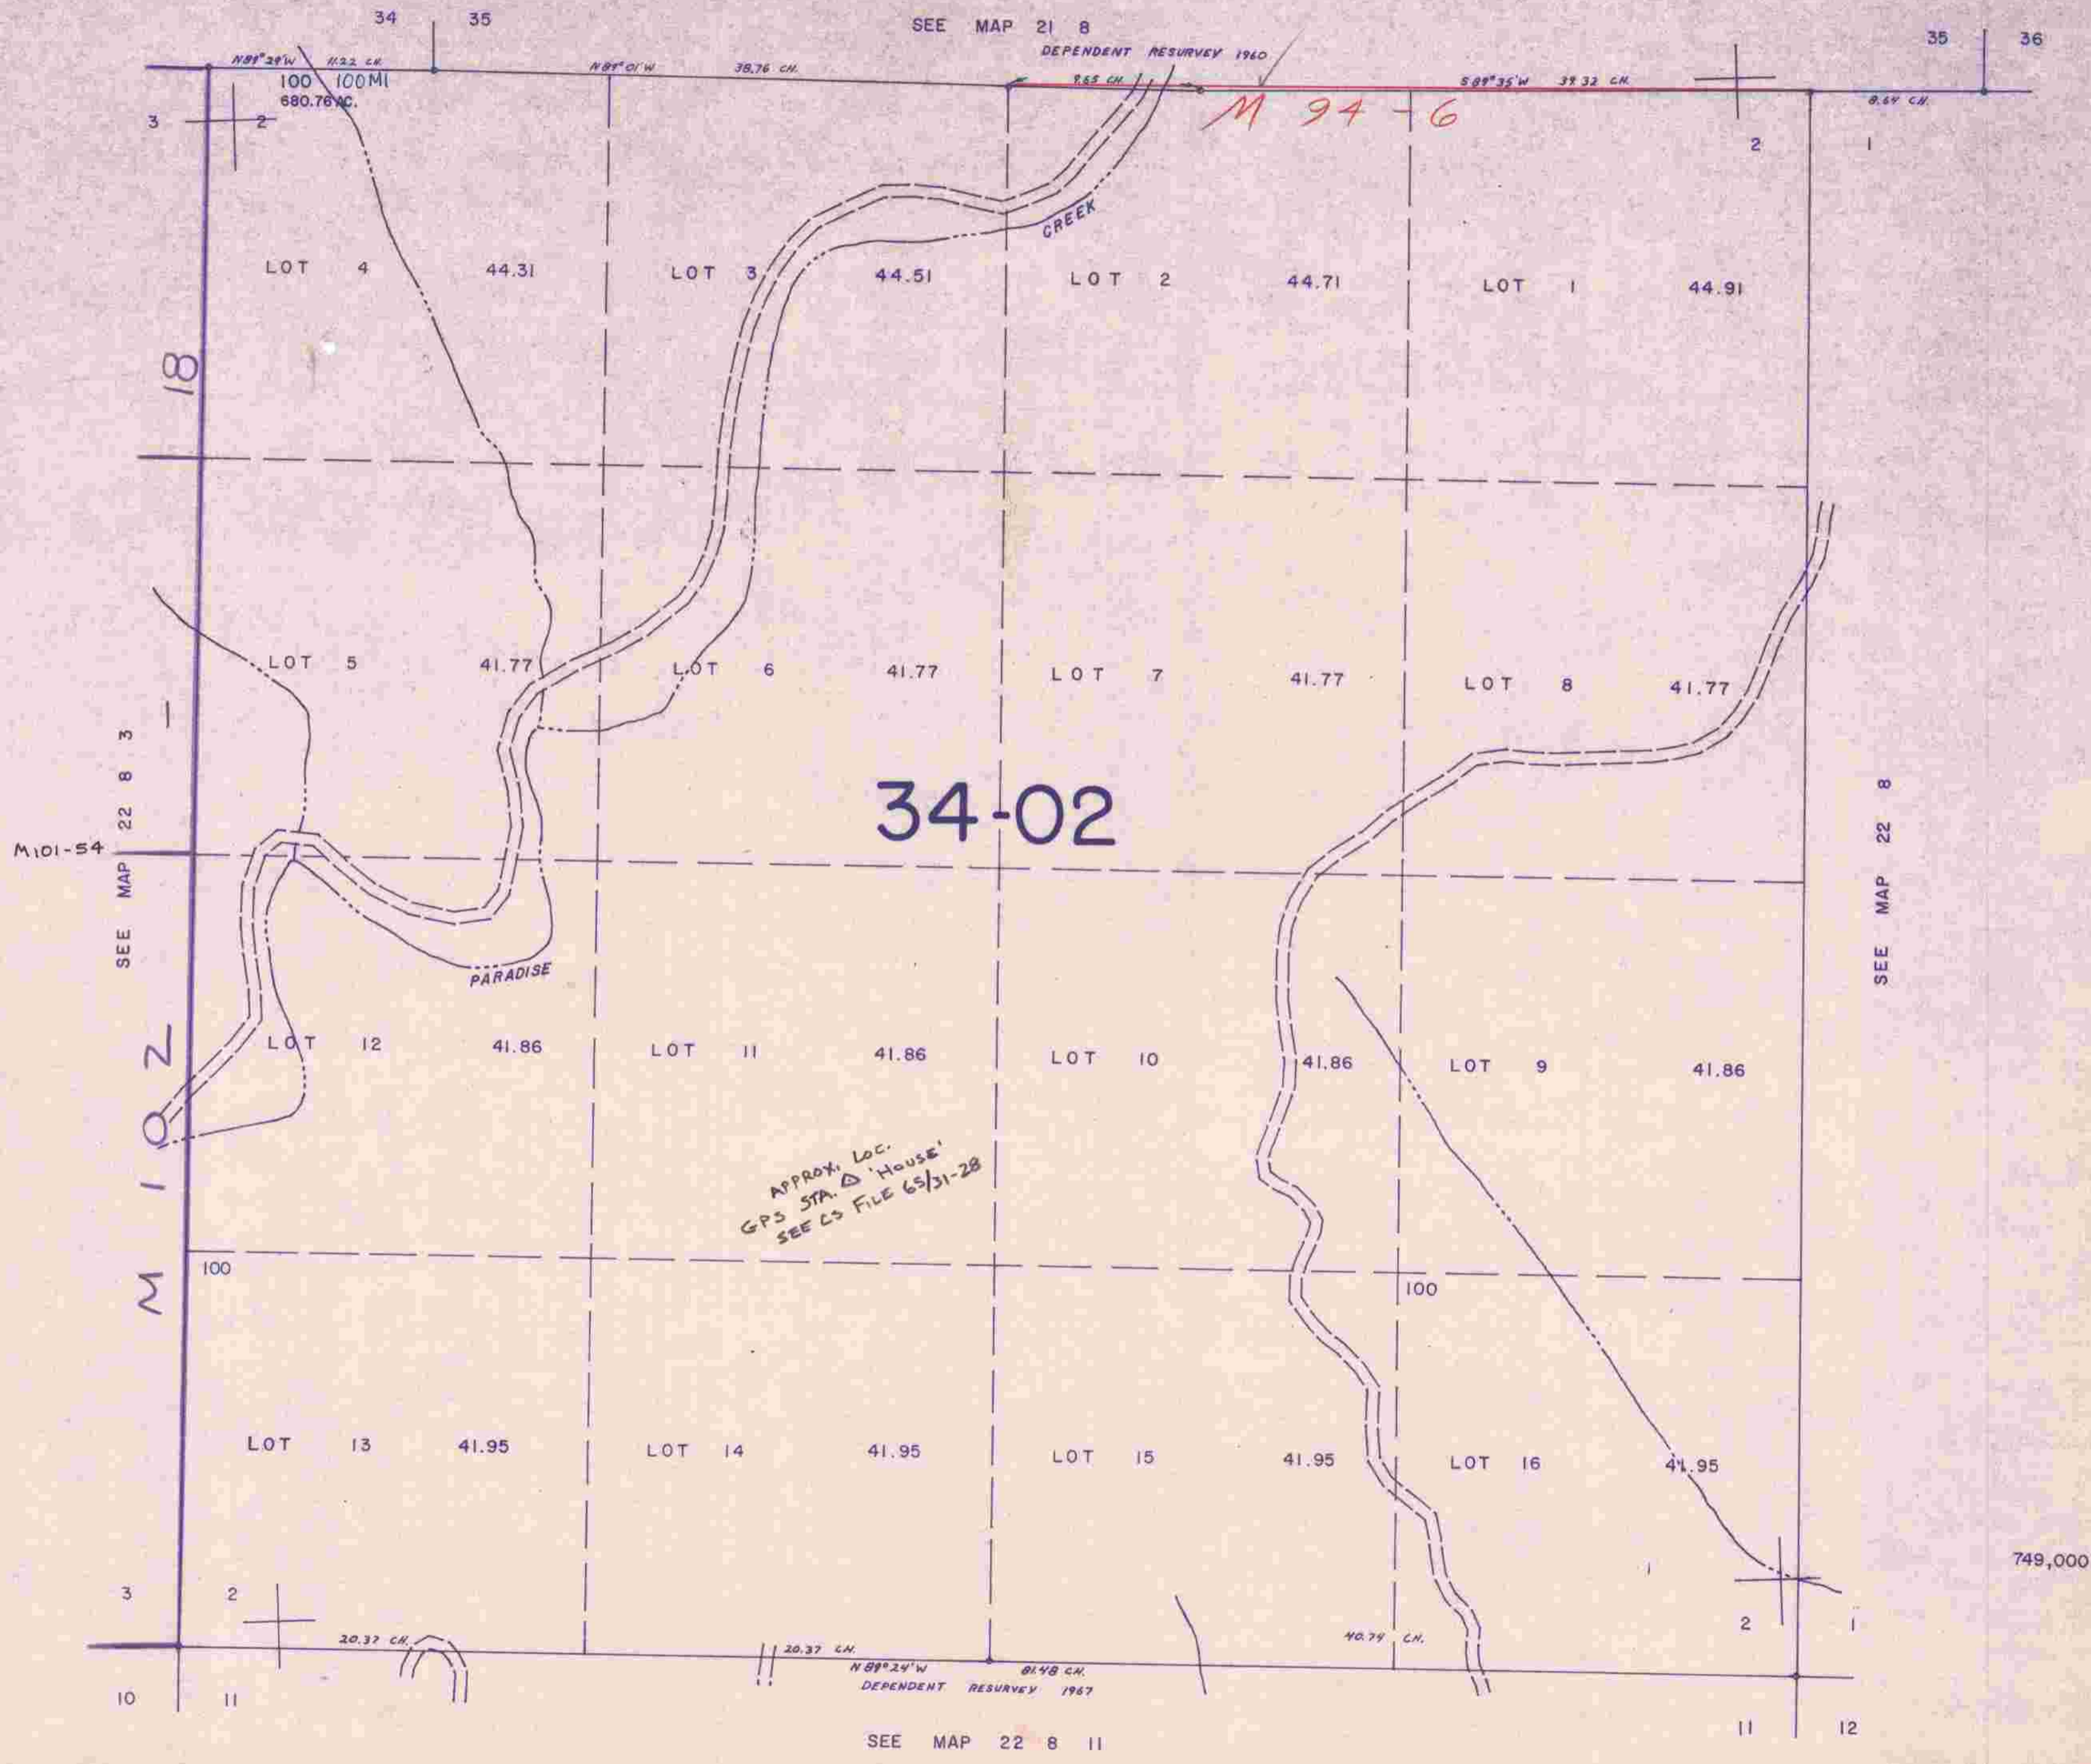 34 35
SEE MAP 21 8
35 36
DEPENDENT RESURVEY 1960
N89°29'W 11.22 CH.
N89°01'W 38.76 CH.
9.65 CH.
S89°35'W 39.32 CH.
8.64 CH.
100 100MI
680.76 AC.
M 94-6
3 2
2 1
CREEK
LOT 4 44.31
LOT 3 44.51
LOT 2 44.71
LOT 1 44.91
18
LOT 5 41.77
LOT 6 41.77
LOT 7 41.77
LOT 8 41.77
SEE MAP 22 8 3
M101-54
34-02
SEE MAP 22 8
PARADISE
LOT 12 41.86
LOT 11 41.86
LOT 10 41.86
LOT 9 41.86
M 102 -
APPROX. LOC.
GPS STA. △ 'HOUSE'
SEE CS FILE 65/31-28
100
100
LOT 13 41.95
LOT 14 41.95
LOT 15 41.95
LOT 16 41.95
749,000
3 2
2 1
20.37 CH.
20.37 CH.
40.74 CH.
N89°24'W 81.48 CH.
DEPENDENT RESURVEY 1967
10 11
11 12
SEE MAP 22 8 11